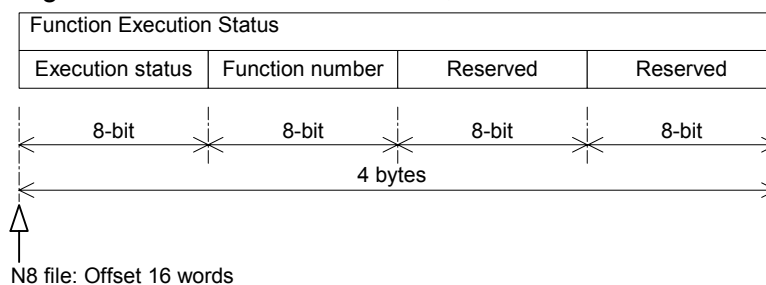 Function Execution Status
Execution status Function number Reserved Reserved
8-bit 8-bit 8-bit 8-bit
4 bytes
N8 file: Offset 16 words